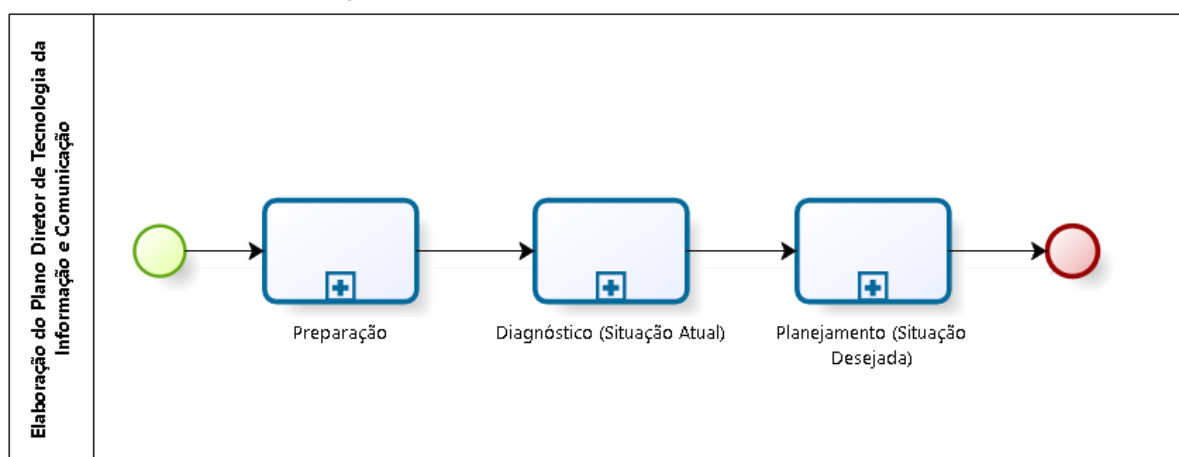 Elaboração do Plano Diretor de Tecnologia da
Informação e Comunicação
Preparação
Diagnóstico (Situação Atual)
Planejamento (Situação
Desejada)